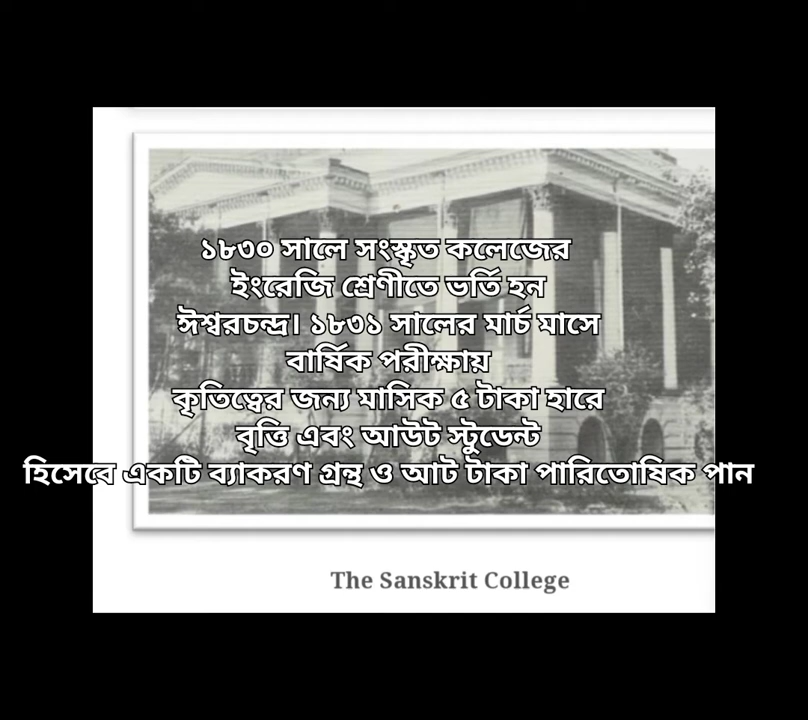 ১৮৩০ সালে সংস্কৃত কলেজের
ইংরেজি শ্রেণীতে ভর্তি হন
ঈশ্বরচন্দ্র। ১৮৩১ সালের মার্চ মাসে
বার্ষিক পরীক্ষায়
কৃতিত্বের জন্য মাসিক ৫ টাকা হারে
বৃত্তি এবং আউট স্টুডেন্ট
হিসেবে একটি ব্যাকরণ গ্রন্থ ও আট টাকা পারিতোষিক পান
The Sanskrit College